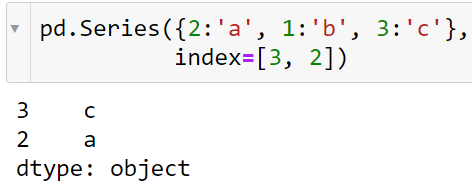 pd.Series({2:'a', 1:'b', 3:'c'},
index=[3, 2])
3    c
2    a
dtype: object